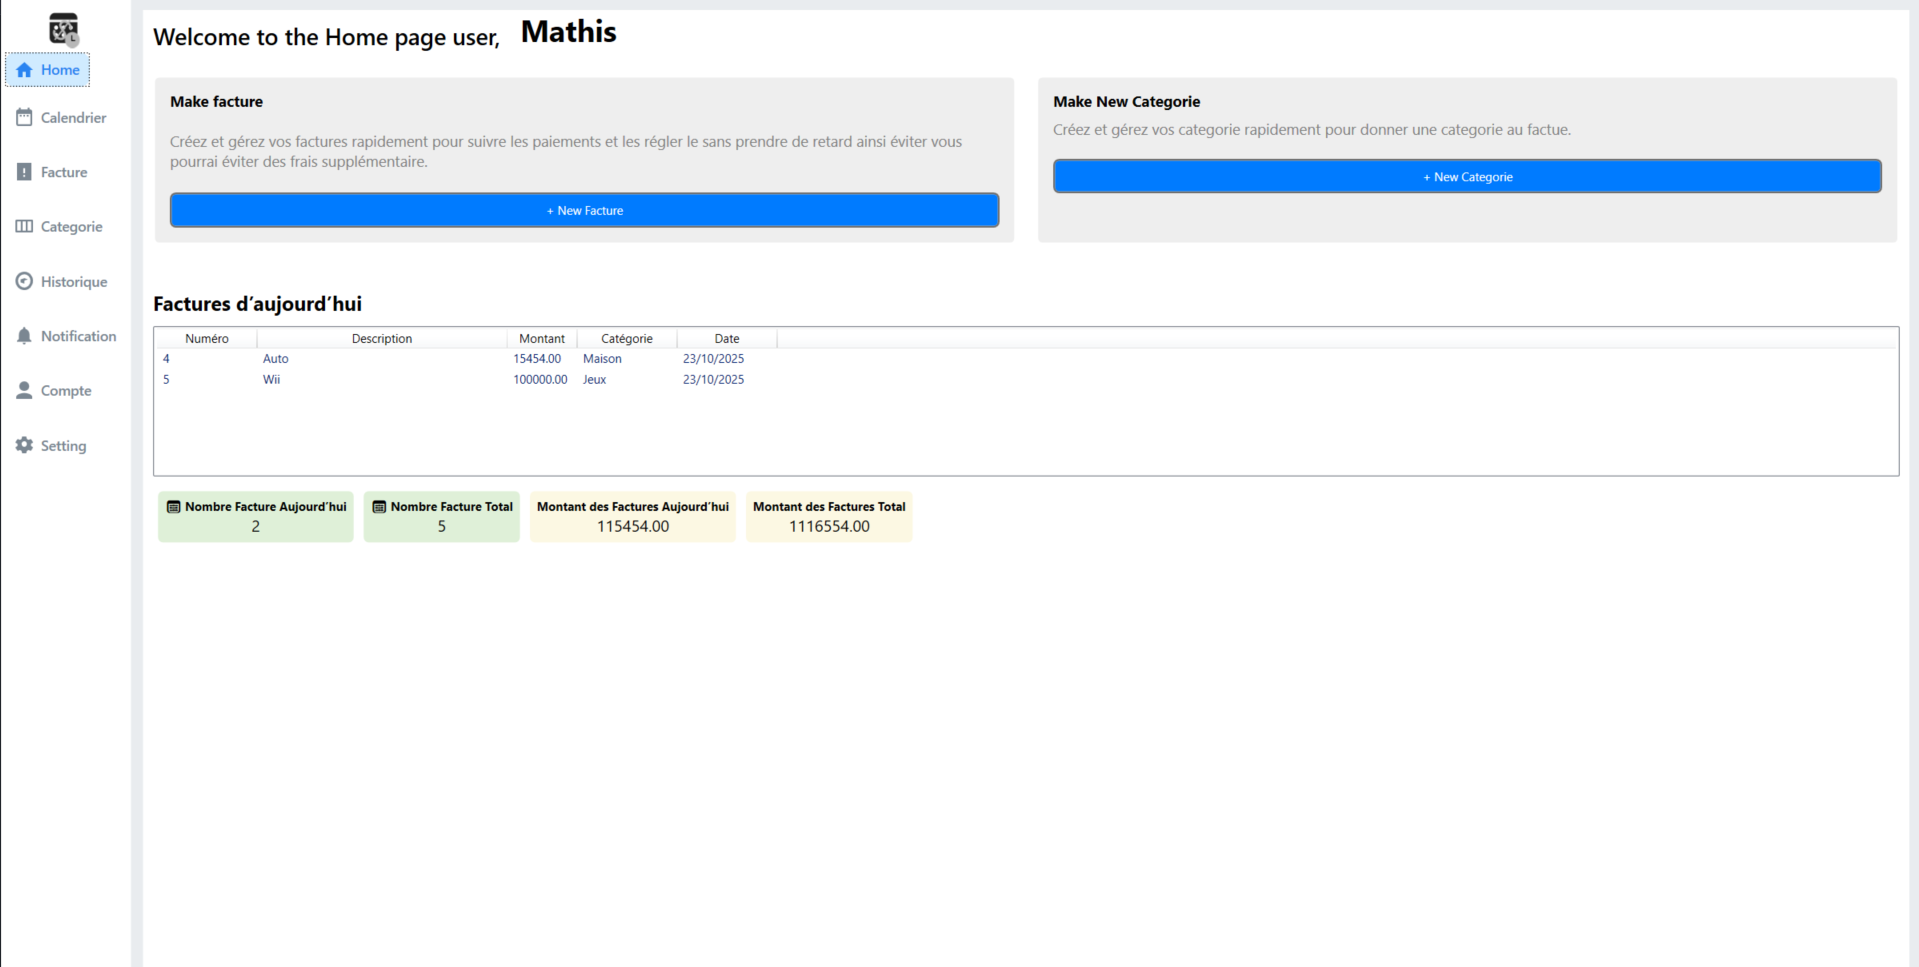 Welcome to the Home page user, Mathis
Home
Calendrier
Facture
Categorie
Historique
Notification
Compte
Setting
Make facture
Créez et gérez vos factures rapidement pour suivre les paiements et les régler le sans prendre de retard ainsi éviter vous
pourrai éviter des frais supplémentaire.
+ New Facture
Make New Categorie
Créez et gérez vos categorie rapidement pour donner une categorie au factue.
+ New Categorie
Factures d’aujourd’hui
Numéro Description Montant Catégorie Date
4 Auto 15454.00 Maison 23/10/2025
5 Wii 100000.00 Jeux 23/10/2025
Nombre Facture Aujourd’hui
2
Nombre Facture Total
5
Montant des Factures Aujourd’hui
115454.00
Montant des Factures Total
1116554.00